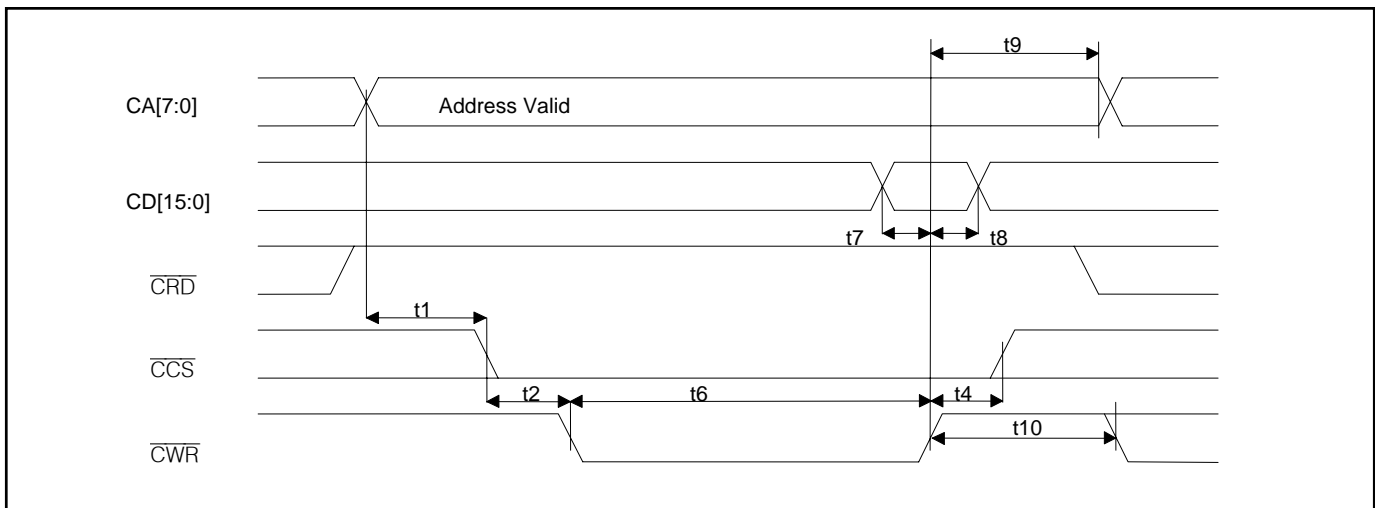 t9
CA[7:0] Address Valid
CD[15:0]
t7 t8
CRD
t1
CCS
t2 t6 t4
t10
CWR